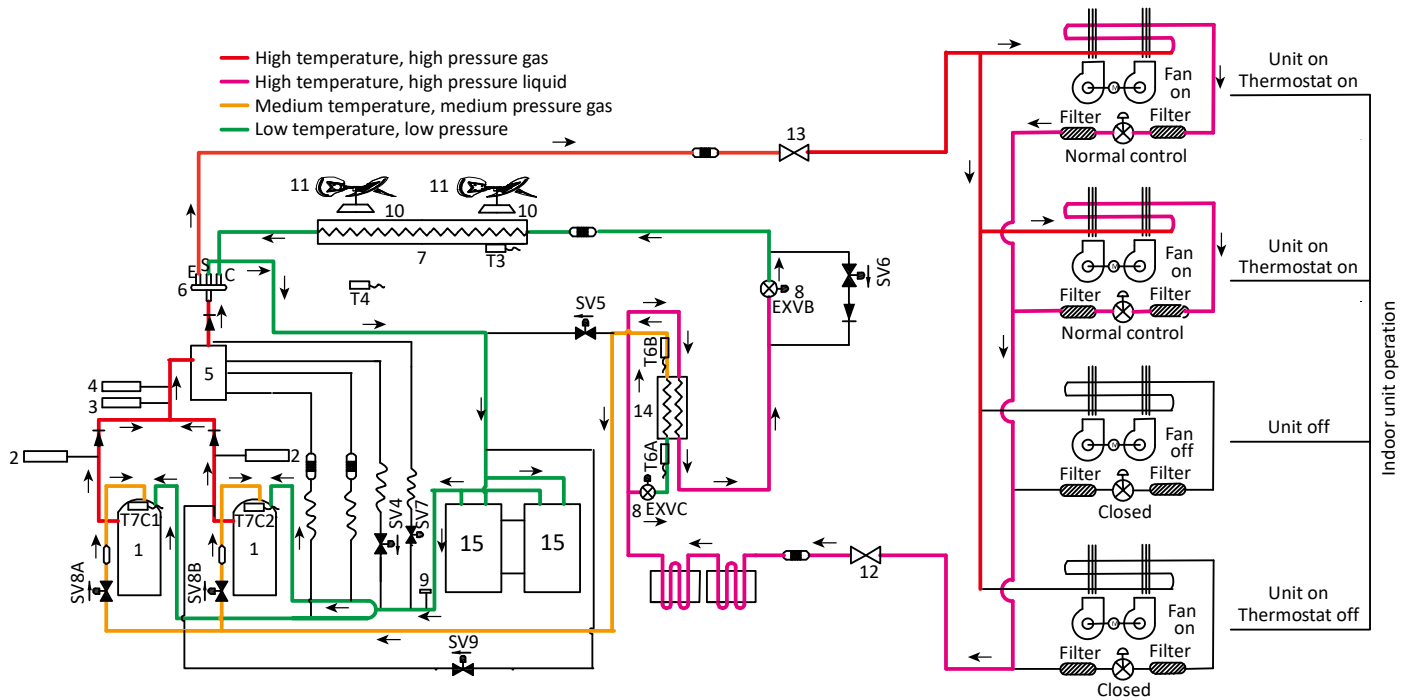 High temperature, high pressure gas
High temperature, high pressure liquid
Medium temperature, medium pressure gas
Low temperature, low pressure
13
11
11
10
10
7
T3
T4
E
S
C
6
8
EXVB
SV6
SV5
T6B
14
T6A
8
EXVC
5
4
3
2
2
T7C1
T7C2
1
1
SV8A
SV8B
SV4
SV7
9
15
15
SV9
12
M
Fan
on
Filter
Filter
Normal control
Unit on
Thermostat on
M
Fan
on
Filter
Filter
Normal control
Unit on
Thermostat on
M
Fan
off
Filter
Filter
Closed
Unit off
M
Fan
on
Filter
Filter
Closed
Unit on
Thermostat off
Indoor unit operation